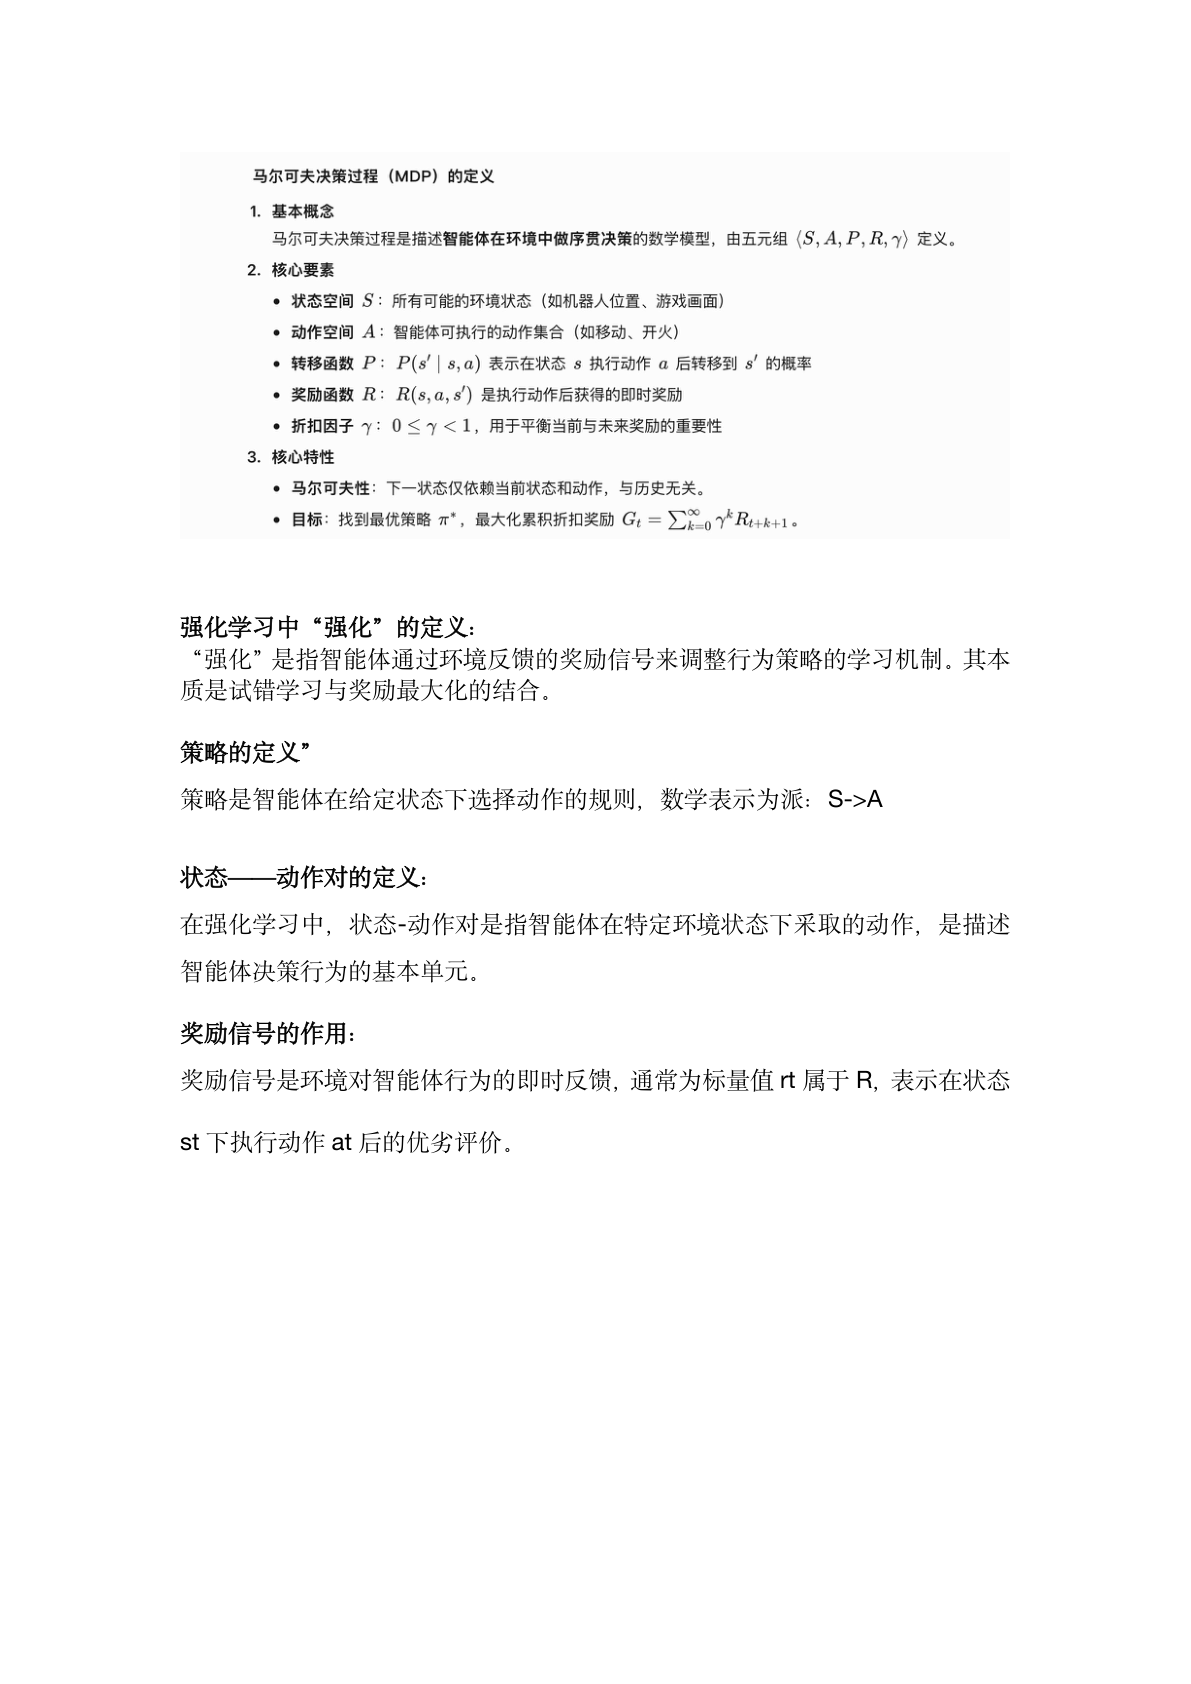 马尔可夫决策过程（MDP）的定义
1. 基本概念
马尔可夫决策过程是描述智能体在环境中做序贯决策的数学模型，由五元组 ⟨S, A, P, R, γ⟩ 定义。
2. 核心要素
• 状态空间 S：所有可能的环境状态（如机器人位置、游戏画面）
• 动作空间 A：智能体可执行的动作集合（如移动、开火）
• 转移函数 P：P(s′ | s, a) 表示在状态 s 执行动作 a 后转移到 s′ 的概率
• 奖励函数 R：R(s, a, s′) 是执行动作后获得的即时奖励
• 折扣因子 γ：0 ≤ γ < 1，用于平衡当前与未来奖励的重要性
3. 核心特性
• 马尔可夫性：下一状态仅依赖当前状态和动作，与历史无关。
• 目标：找到最优策略 π*，最大化累积折扣奖励 G_t = ∑_{k=0}^{∞} γ^k R_{t+k+1}。
强化学习中“强化”的定义：
“强化”是指智能体通过环境反馈的奖励信号来调整行为策略的学习机制。其本
质是试错学习与奖励最大化的结合。
策略的定义”
策略是智能体在给定状态下选择动作的规则，数学表示为派：S->A
状态——动作对的定义：
在强化学习中，状态-动作对是指智能体在特定环境状态下采取的动作，是描述
智能体决策行为的基本单元。
奖励信号的作用：
奖励信号是环境对智能体行为的即时反馈，通常为标量值 rt 属于 R，表示在状态
st 下执行动作 at 后的优劣评价。